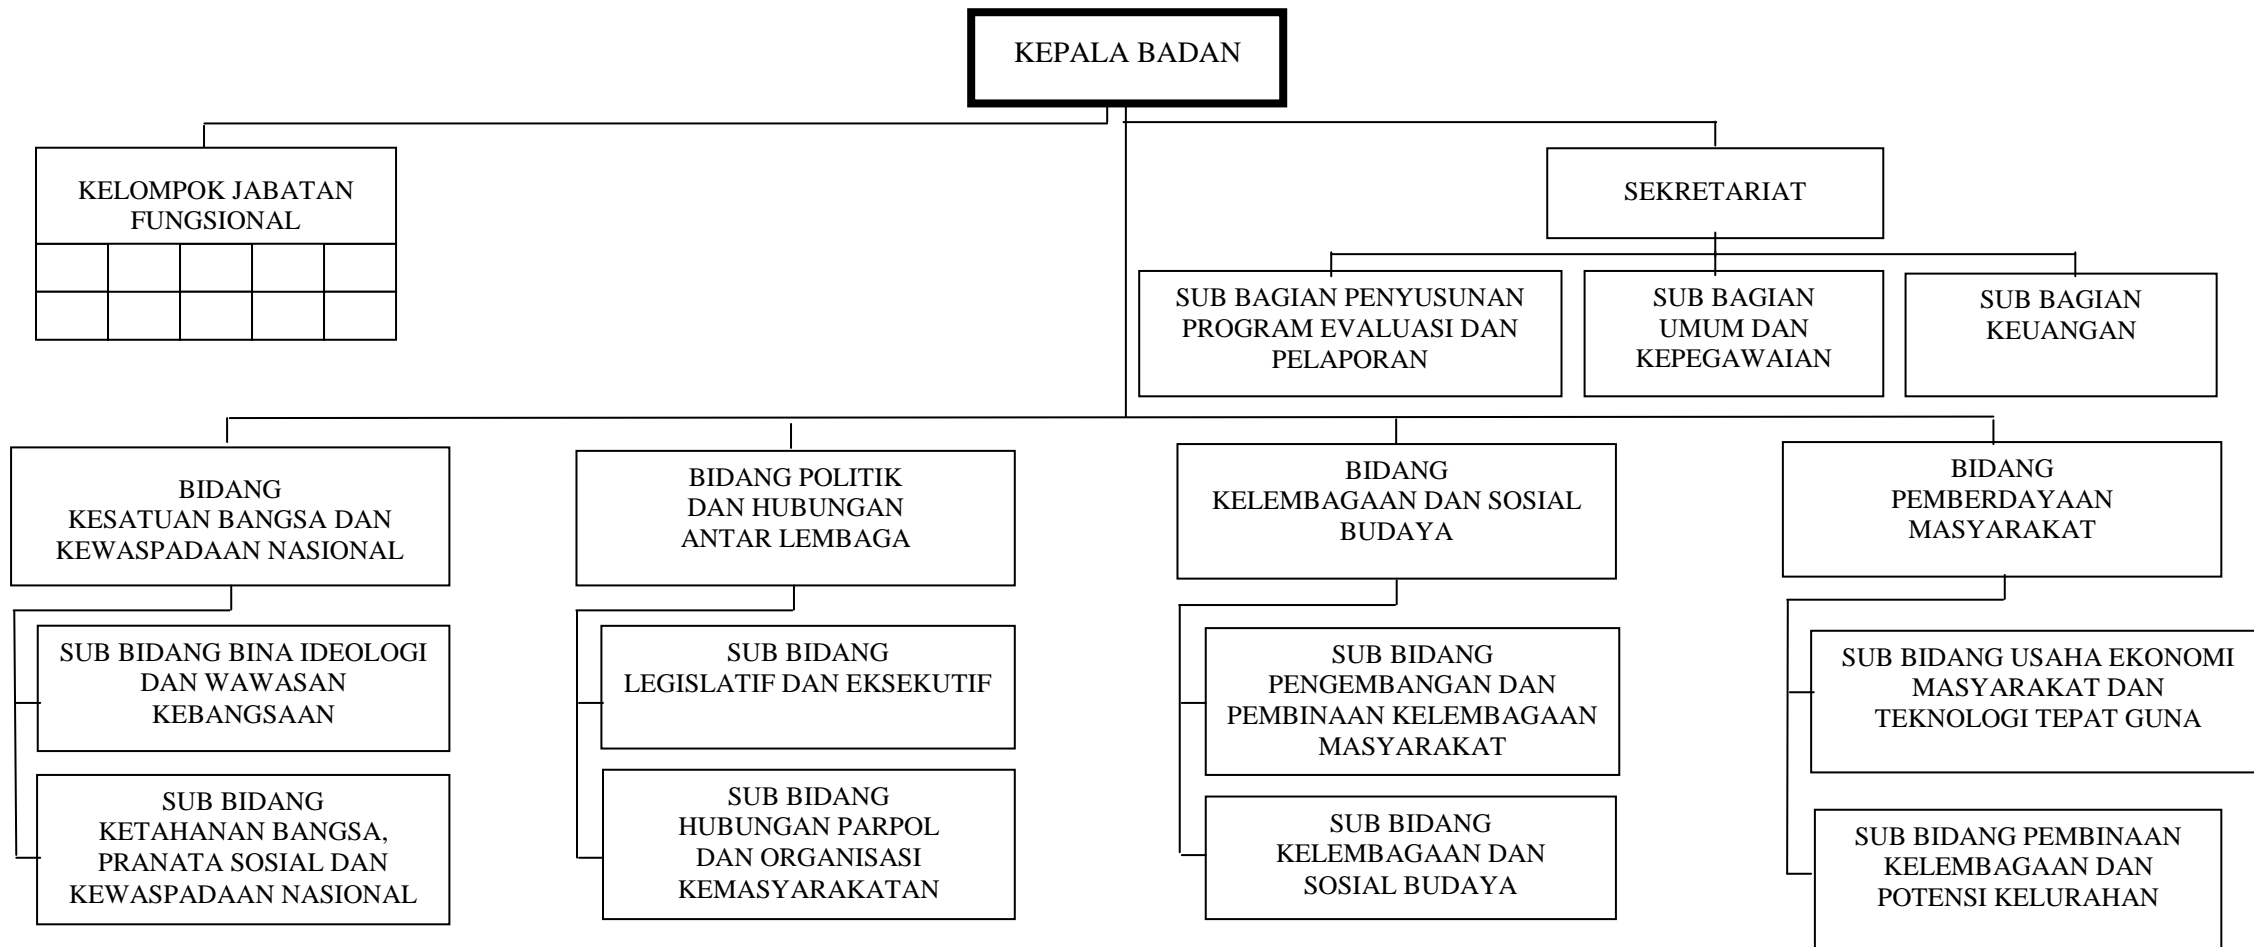 KEPALA BADAN
KELOMPOK JABATAN
FUNGSIONAL
SEKRETARIAT
SUB BAGIAN PENYUSUNAN
PROGRAM EVALUASI DAN
PELAPORAN
SUB BAGIAN
UMUM DAN
KEPEGAWAIAN
SUB BAGIAN
KEUANGAN
BIDANG
KESATUAN BANGSA DAN
KEWASPADAAN NASIONAL
BIDANG POLITIK
DAN HUBUNGAN
ANTAR LEMBAGA
BIDANG
KELEMBAGAAN DAN SOSIAL
BUDAYA
BIDANG
PEMBERDAYAAN
MASYARAKAT
SUB BIDANG BINA IDEOLOGI
DAN WAWASAN
KEBANGSAAN
SUB BIDANG
LEGISLATIF DAN EKSEKUTIF
SUB BIDANG
PENGEMBANGAN DAN
PEMBINAAN KELEMBAGAAN
MASYARAKAT
SUB BIDANG USAHA EKONOMI
MASYARAKAT DAN
TEKNOLOGI TEPAT GUNA
SUB BIDANG
KETAHANAN BANGSA,
PRANATA SOSIAL DAN
KEWASPADAAN NASIONAL
SUB BIDANG
HUBUNGAN PARPOL
DAN ORGANISASI
KEMASYARAKATAN
SUB BIDANG
KELEMBAGAAN DAN
SOSIAL BUDAYA
SUB BIDANG PEMBINAAN
KELEMBAGAAN DAN
POTENSI KELURAHAN